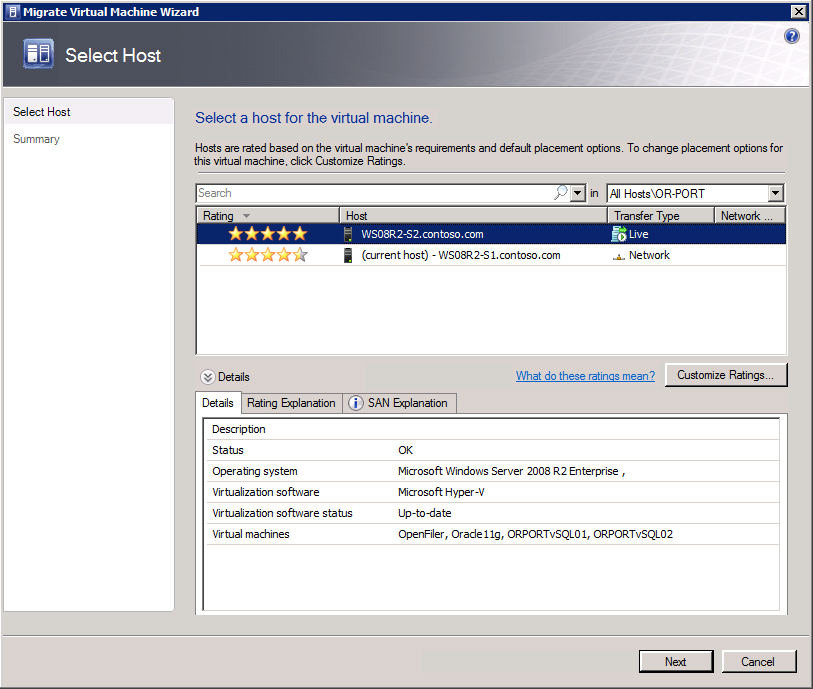 Migrate Virtual Machine Wizard
Select Host
Select Host
Summary
Select a host for the virtual machine.
Hosts are rated based on the virtual machine's requirements and default placement options. To change placement options for
this virtual machine, click Customize Ratings.
Search in All Hosts\OR-PORT
Rating Host Transfer Type Network ...
WS08R2-S2.contoso.com Live
(current host) - WS08R2-S1.contoso.com Network
Details What do these ratings mean? Customize Ratings...
Details Rating Explanation SAN Explanation
Description
Status OK
Operating system Microsoft Windows Server 2008 R2 Enterprise ,
Virtualization software Microsoft Hyper-V
Virtualization software status Up-to-date
Virtual machines OpenFiler, Oracle11g, ORPORTvSQL01, ORPORTvSQL02
Next Cancel